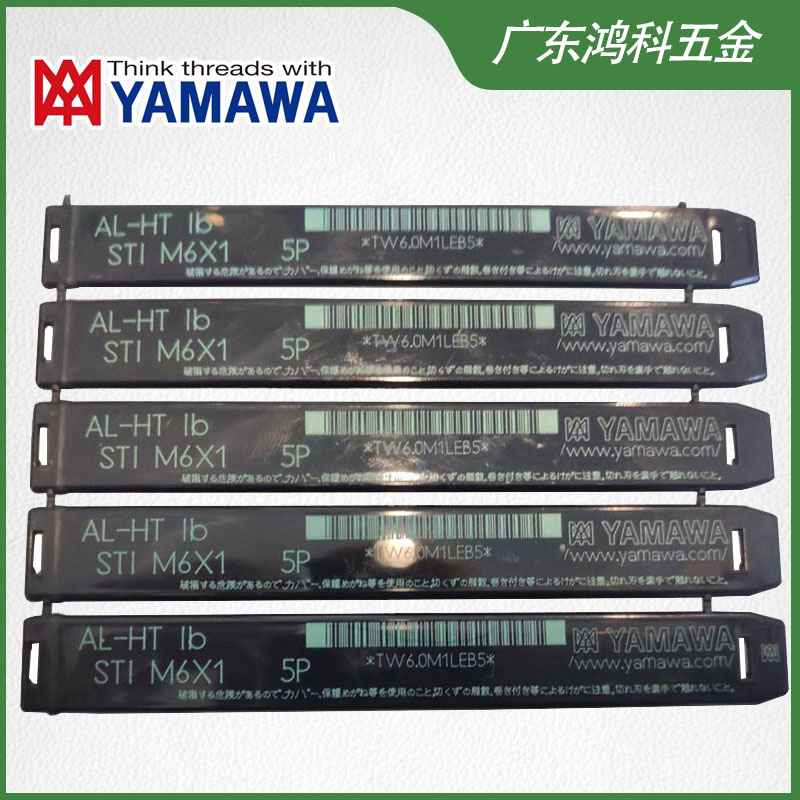 广东鸿科五金
Think threads with
YAMAWA
AL-HT Ib
STI M6X1 5P
*TW6.0M1LEB5*
YAMAWA
/www.yamawa.com/
破損する危険があるので、カバー、保護めがね等を使用のこと、切くずの飛散、巻き付き等によるけがに注意。切れ刃を素手で触れないこと。
AL-HT Ib
STI M6X1 5P
*TW6.0M1LEB5*
YAMAWA
/www.yamawa.com/
破損する危険があるので、カバー、保護めがね等を使用のこと、切くずの飛散、巻き付き等によるけがに注意。切れ刃を素手で触れないこと。
AL-HT Ib
STI M6X1 5P
*TW6.0M1LEB5*
YAMAWA
/www.yamawa.com/
破損する危険があるので、カバー、保護めがね等を使用のこと、切くずの飛散、巻き付き等によるけがに注意。切れ刃を素手で触れないこと。
AL-HT Ib
STI M6X1 5P
*TW6.0M1LEB5*
YAMAWA
/www.yamawa.com/
破損する危険があるので、カバー、保護めがね等を使用のこと、切くずの飛散、巻き付き等によるけがに注意。切れ刃を素手で触れないこと。
AL-HT Ib
STI M6X1 5P
*TW6.0M1LEB5*
YAMAWA
/www.yamawa.com/
破損する危険があるので、カバー、保護めがね等を使用のこと、切くずの飛散、巻き付き等によるけがに注意。切れ刃を素手で触れないこと。